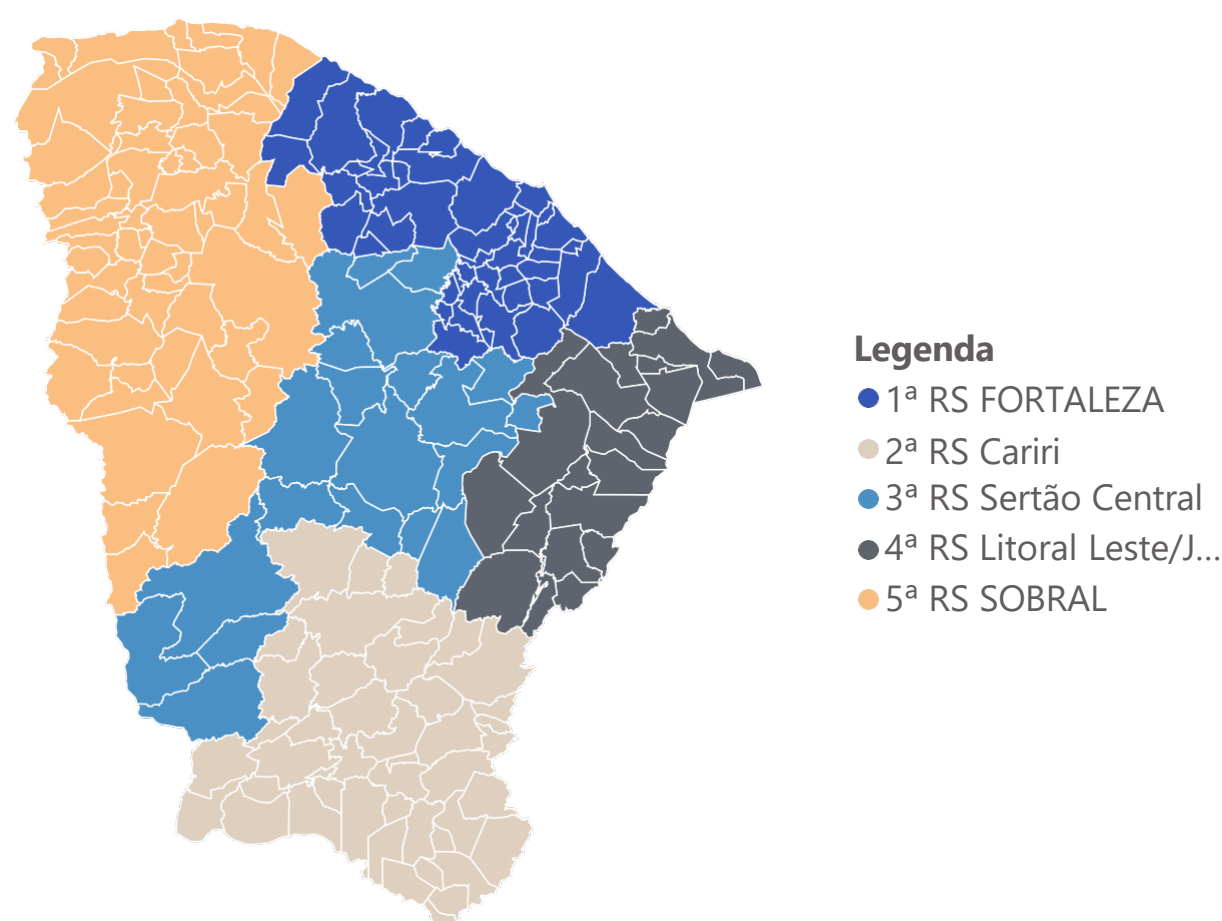 Legenda
1ª RS FORTALEZA
2ª RS Cariri
3ª RS Sertão Central
4ª RS Litoral Leste/J...
5ª RS SOBRAL